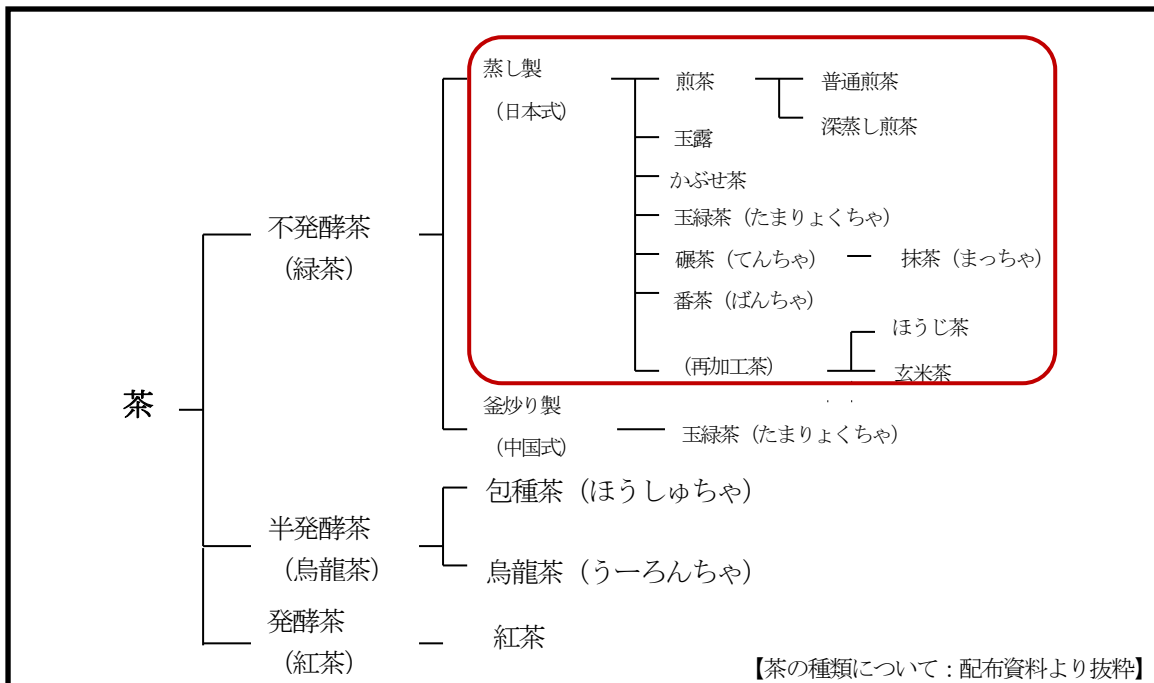 蒸し製
(日本式)
煎茶
普通煎茶
深蒸し煎茶
玉露
かぶせ茶
玉緑茶(たまりょくちゃ)
碾茶(てんちゃ)
抹茶(まっちゃ)
番茶(ばんちゃ)
(再加工茶)
ほうじ茶
玄米茶
不発酵茶
(緑茶)
茶
釜炒り製
(中国式)
玉緑茶(たまりょくちゃ)
半発酵茶
(烏龍茶)
包種茶(ほうしゅちゃ)
烏龍茶(うーろんちゃ)
発酵茶
(紅茶)
紅茶
【茶の種類について:配布資料より抜粋】